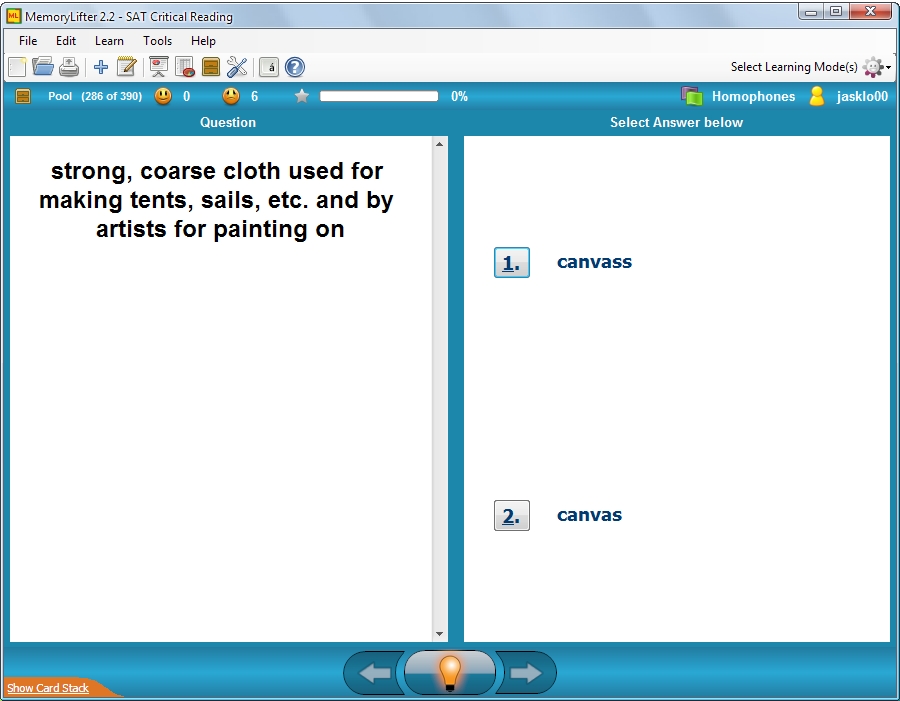 MemoryLifter 2.2 - SAT Critical Reading
File Edit Learn Tools Help
Select Learning Mode(s)
Pool (286 of 390) 0 6 0% Homophones jasklo00
Question
Select Answer below
strong, coarse cloth used for
making tents, sails, etc. and by
artists for painting on
1. canvass
2. canvas
Show Card Stack